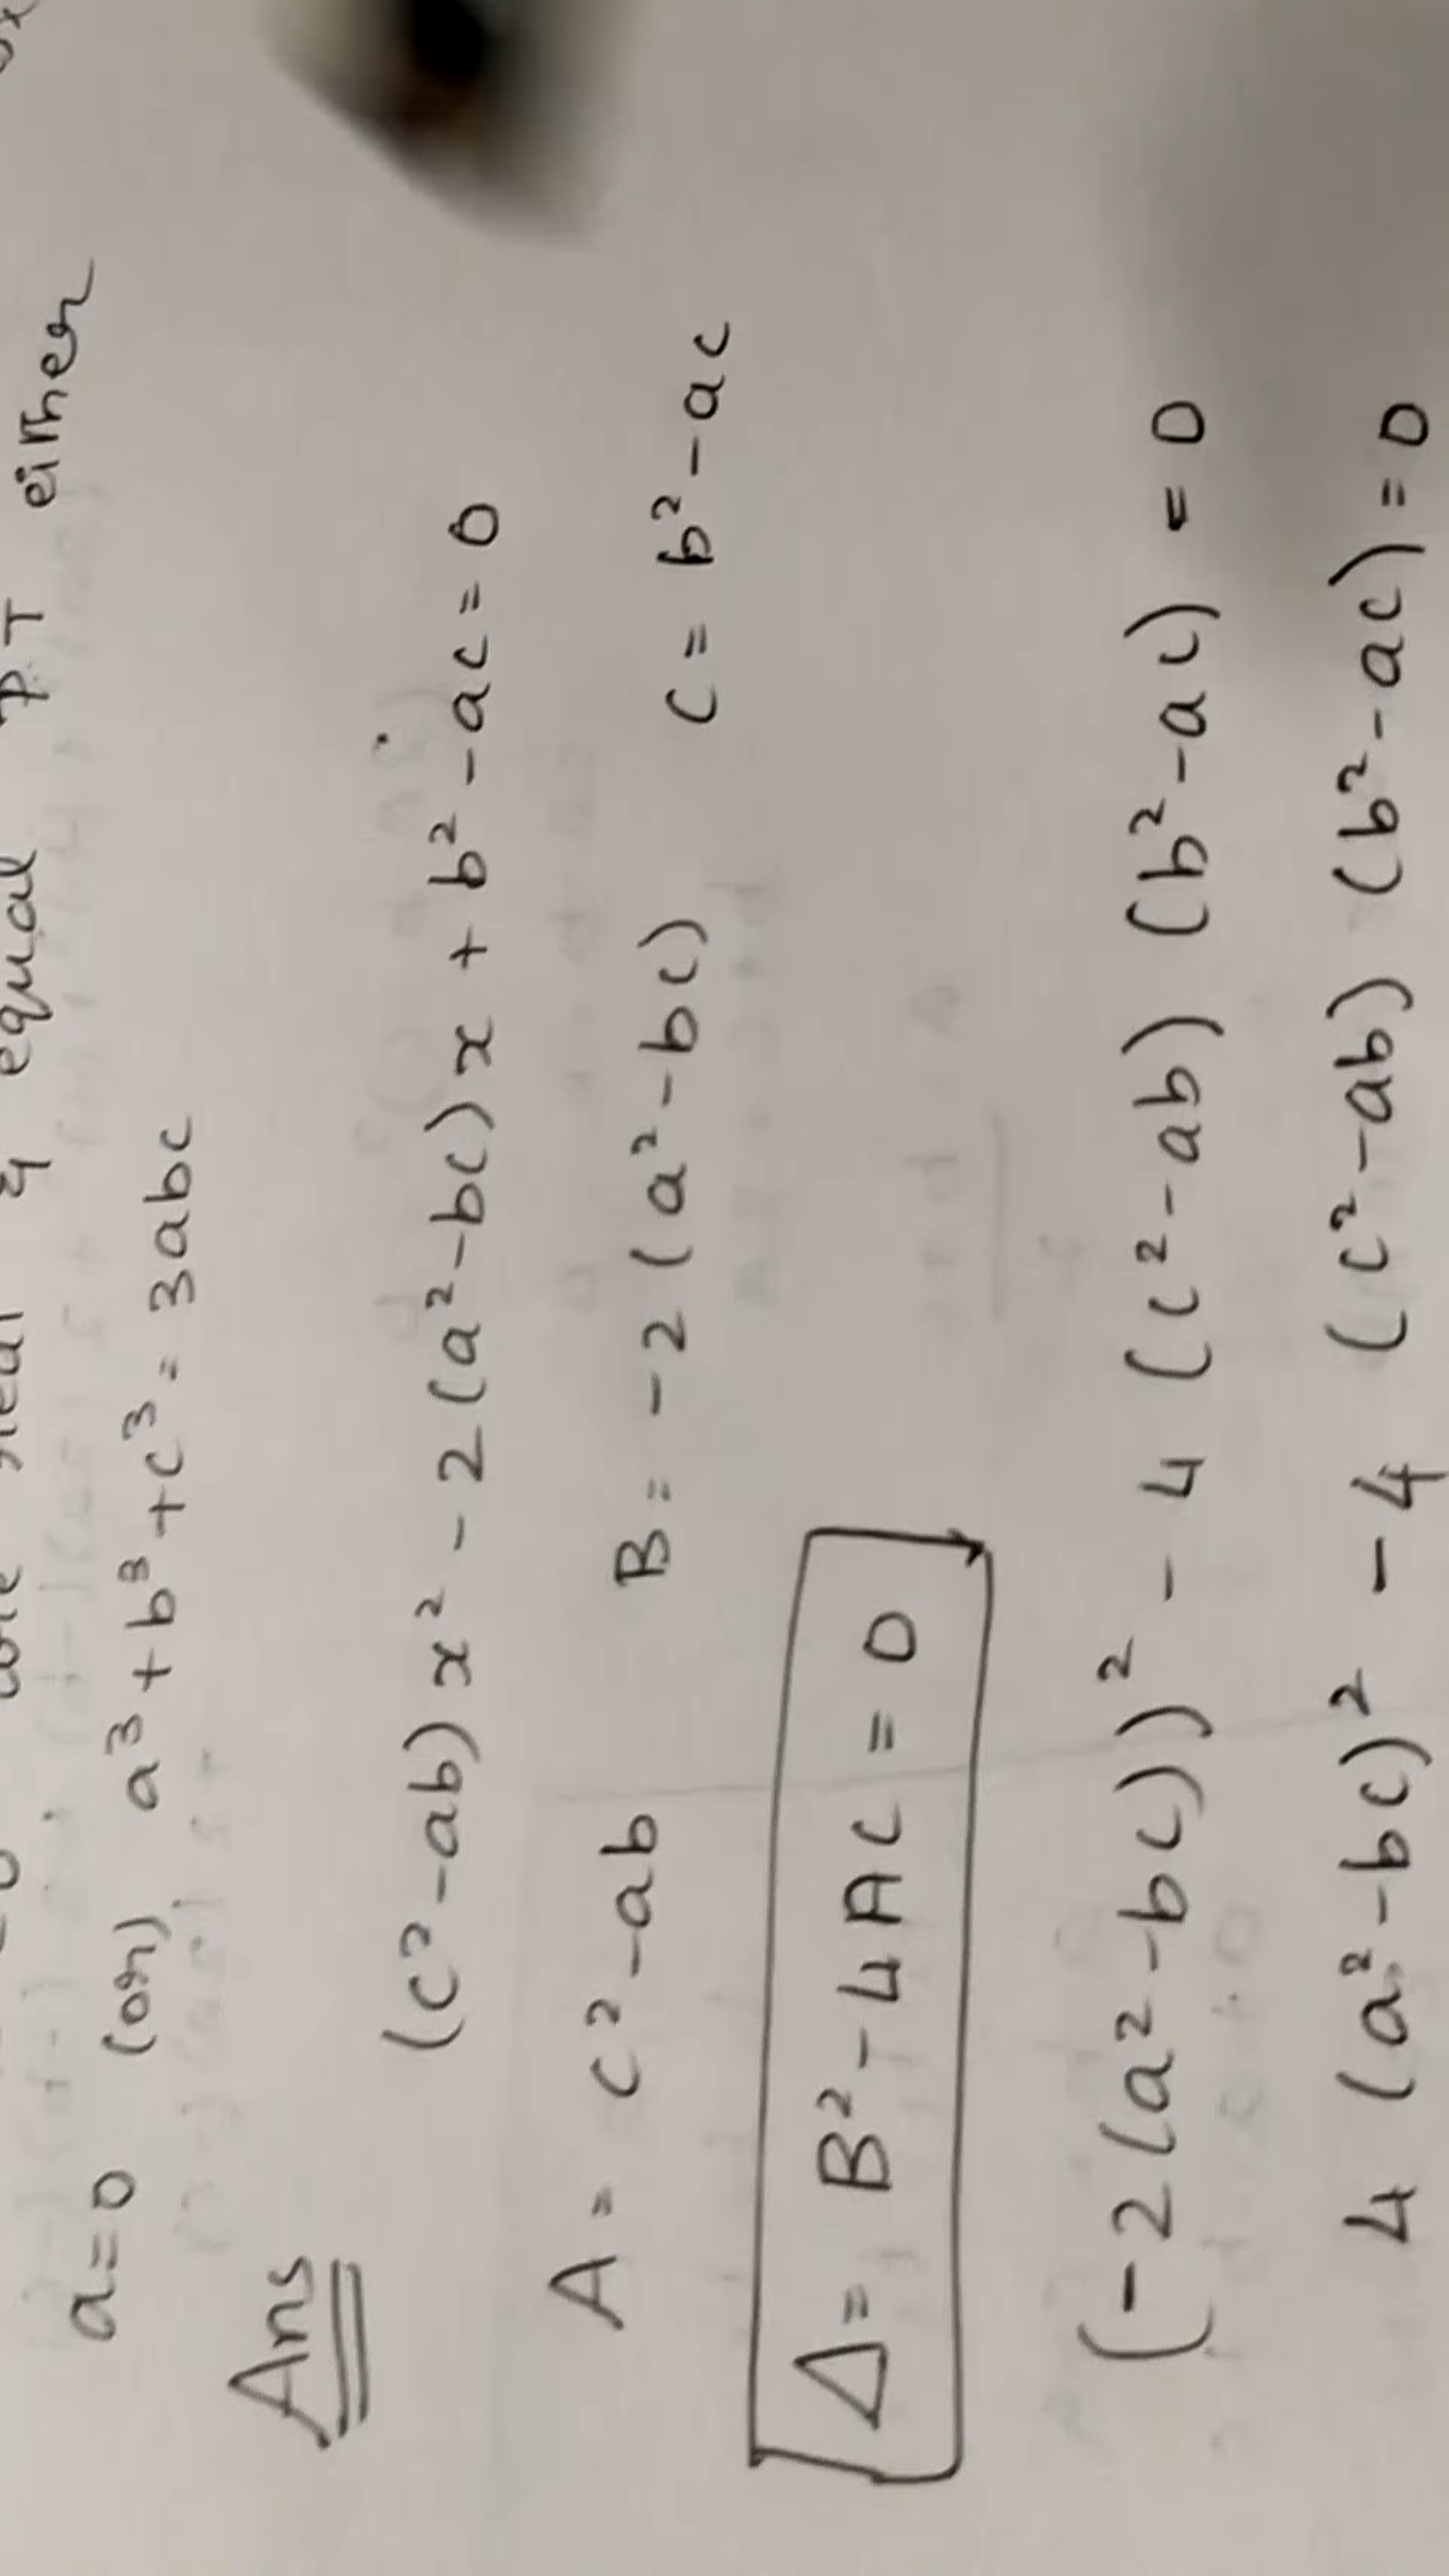 real & equal P.T either
a=0 (or) a³+b³+c³=3abc
Ans
(c²-ab)x²-2(a²-bc)x+b²-ac=0
A= c²-ab B=-2(a²-bc) C=b²-ac
Δ= B²-4AC=0
(-2(a²-bc))²-4(c²-ab)(b²-ac)=0
4(a²-bc)²-4(c²-ab)(b²-ac)=0